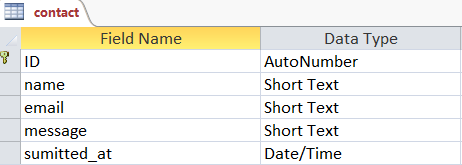 contact
Field Name Data Type
ID AutoNumber
name Short Text
email Short Text
message Short Text
sumitted_at Date/Time